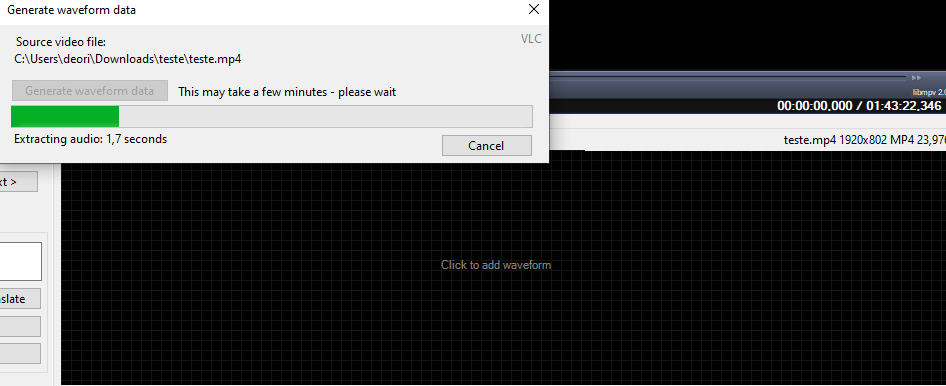 Generate waveform data
Source video file:
VLC
C:\Users\deori\Downloads\teste\teste.mp4
Generate waveform data
This may take a few minutes - please wait
Extracting audio: 1,7 seconds
Cancel
libmpv 2.0
00:00:00,000 / 01:43:22,346
teste.mp4 1920x802 MP4 23,976
Click to add waveform